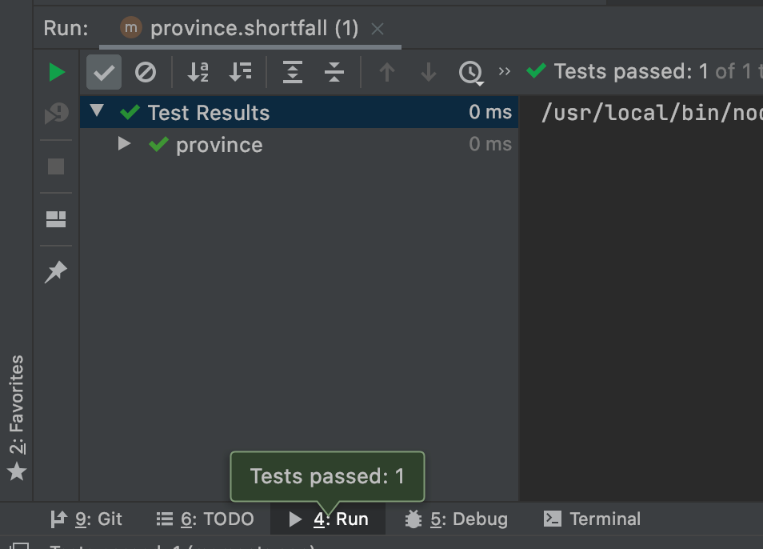 Run: m province.shortfall (1)
Tests passed: 1 of 1 t
Test Results 0 ms /usr/local/bin/noc
province 0 ms
2: Favorites
Tests passed: 1
9: Git 6: TODO 4: Run 5: Debug Terminal